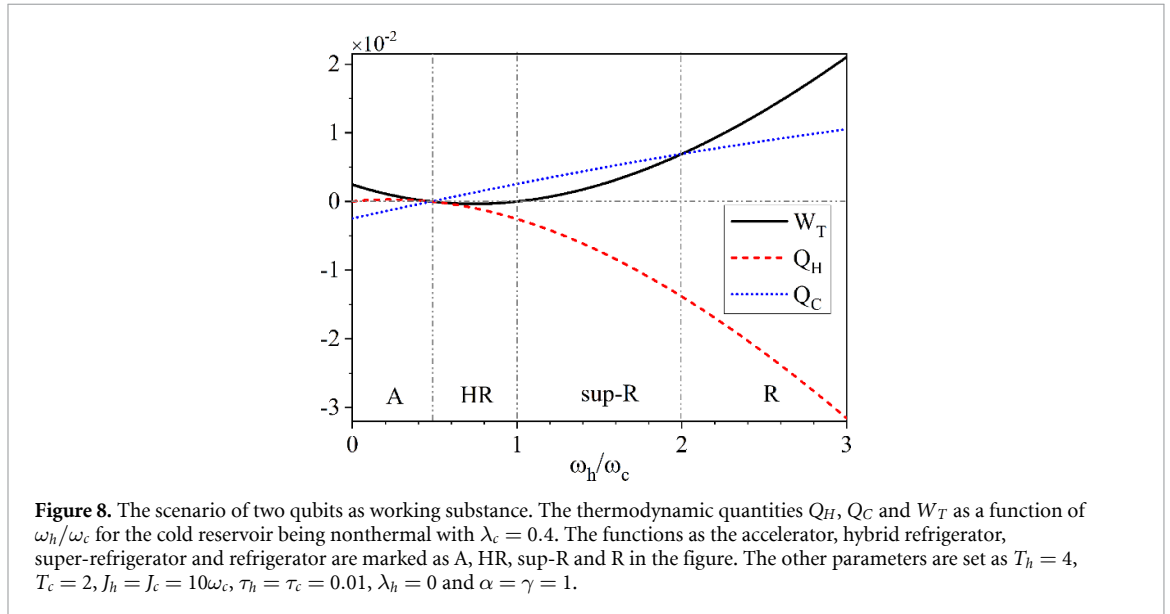 ×10⁻²
2
1
0
-1
-2
-3
W_T
Q_H
Q_C
A HR sup-R R
0 1 2 3
ω_h/ω_c
Figure 8. The scenario of two qubits as working substance. The thermodynamic quantities Q_H, Q_C and W_T as a function of
ω_h/ω_c for the cold reservoir being nonthermal with λ_c = 0.4. The functions as the accelerator, hybrid refrigerator,
super-refrigerator and refrigerator are marked as A, HR, sup-R and R in the figure. The other parameters are set as T_h = 4,
T_c = 2, J_h = J_c = 10ω_c, τ_h = τ_c = 0.01, λ_h = 0 and α = γ = 1.